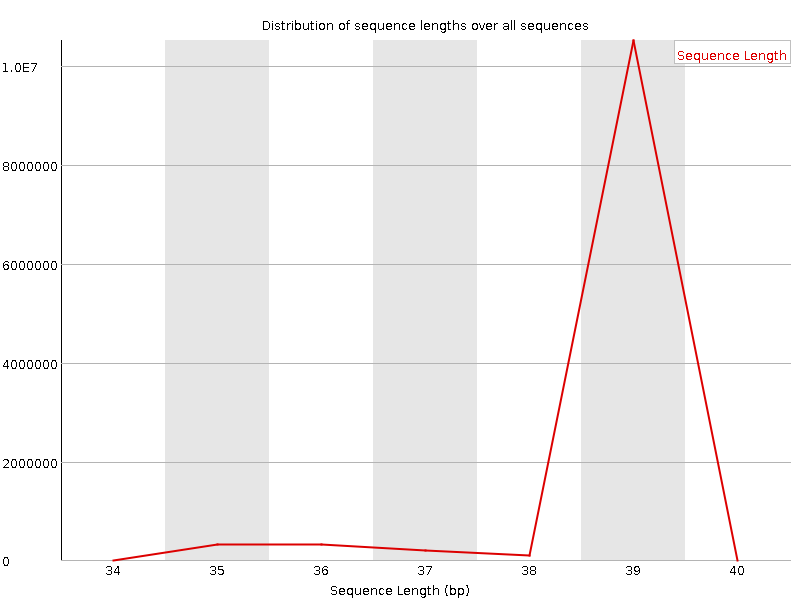 Distribution of sequence lengths over all sequences
Sequence Length
1.0E7
8000000
6000000
4000000
2000000
0
34 35 36 37 38 39 40
Sequence Length (bp)